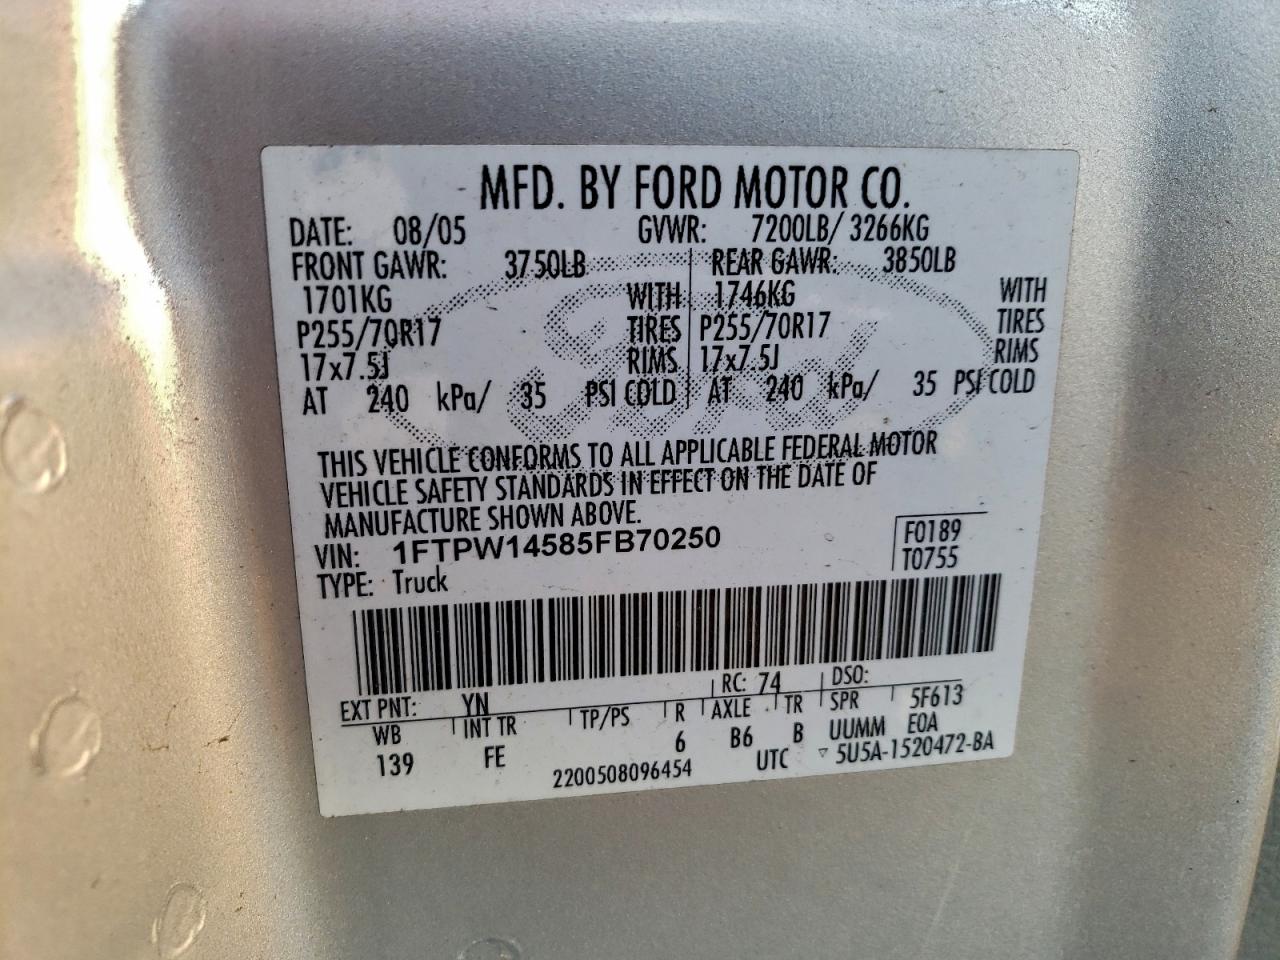 MFD. BY FORD MOTOR CO.
DATE: 08/05 GVWR: 7200LB/ 3266KG
FRONT GAWR: 3750LB REAR GAWR: 3850LB
1701KG WITH 1746KG WITH
P255/70R17 TIRES P255/70R17 TIRES
17x7.5J RIMS 17x7.5J RIMS
AT 240 kPa/ 35 PSI COLD AT 240 kPa/ 35 PSI COLD
THIS VEHICLE CONFORMS TO ALL APPLICABLE FEDERAL MOTOR
VEHICLE SAFETY STANDARDS IN EFFECT ON THE DATE OF
MANUFACTURE SHOWN ABOVE.
VIN: 1FTPW14585FB70250 F0189
TYPE: Truck T0755
EXT PNT: YN RC: 74 DSO:
WB INT TR TP/PS R AXLE TR SPR 5F613
139 FE 6 B6 B UUMM E0A
2200508096454 UTC ▽ 5U5A-1520472-BA
Ford